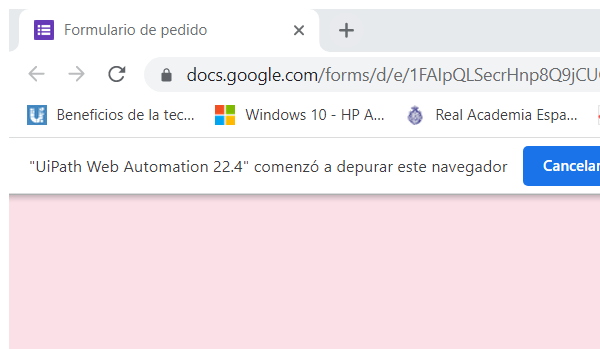 Formulario de pedido
docs.google.com/forms/d/e/1FAIpQLSecrHnp8Q9jCU
Beneficios de la tec... Windows 10 - HP A... Real Academia Espa...
"UiPath Web Automation 22.4" comenzó a depurar este navegador Cancelar